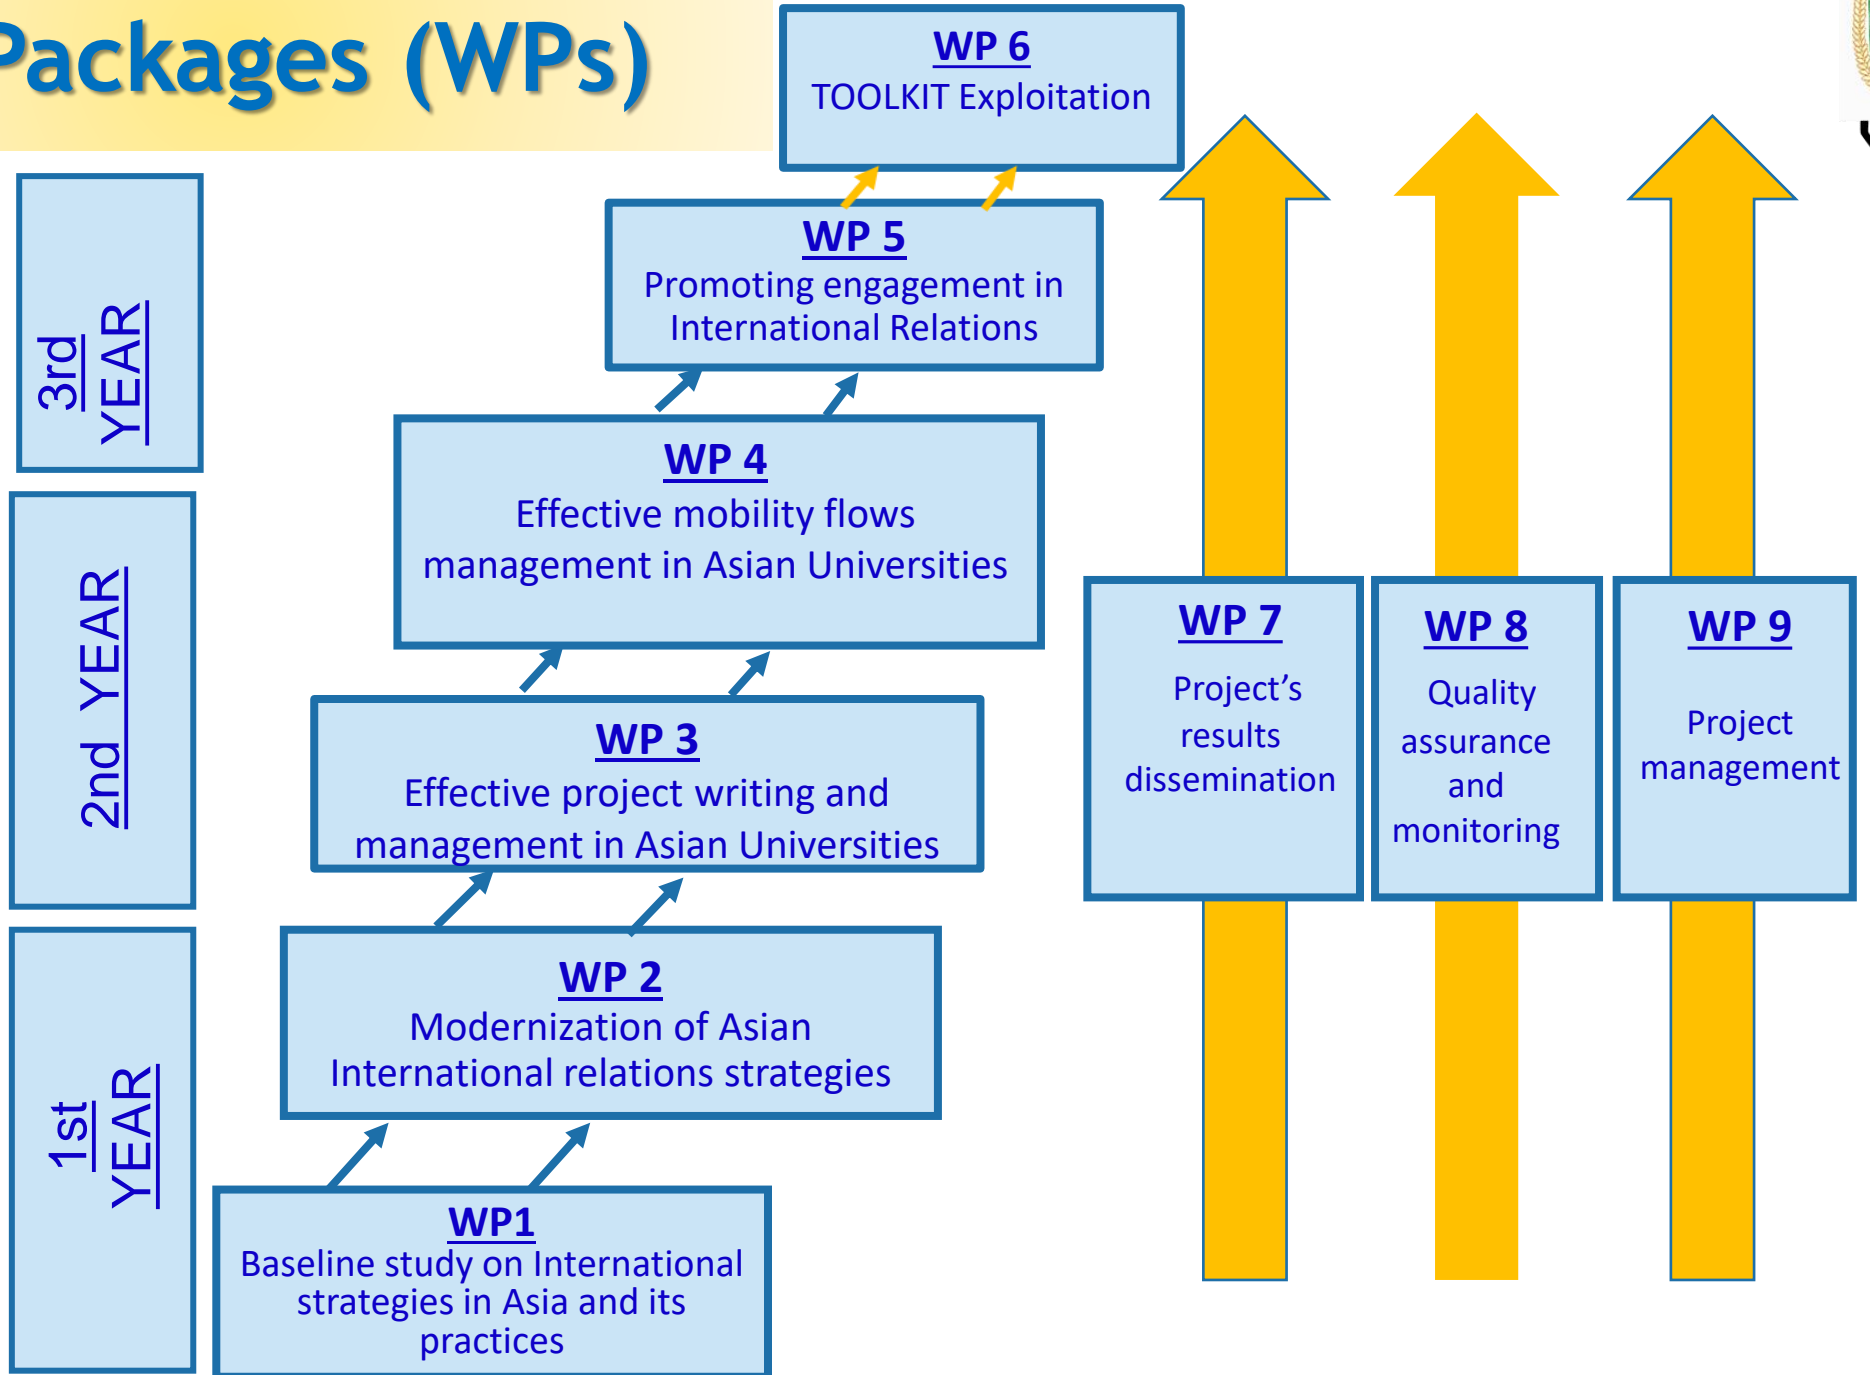 Packages (WPs)
WP 6
TOOLKIT Exploitation
WP 5
Promoting engagement in
International Relations
WP 4
Effective mobility flows
management in Asian Universities
WP 3
Effective project writing and
management in Asian Universities
WP 2
Modernization of Asian
International relations strategies
WP1
Baseline study on International
strategies in Asia and its
practices
3rd
YEAR
2nd YEAR
1st
YEAR
WP 7
Project’s
results
dissemination
WP 8
Quality
assurance
and
monitoring
WP 9
Project
management